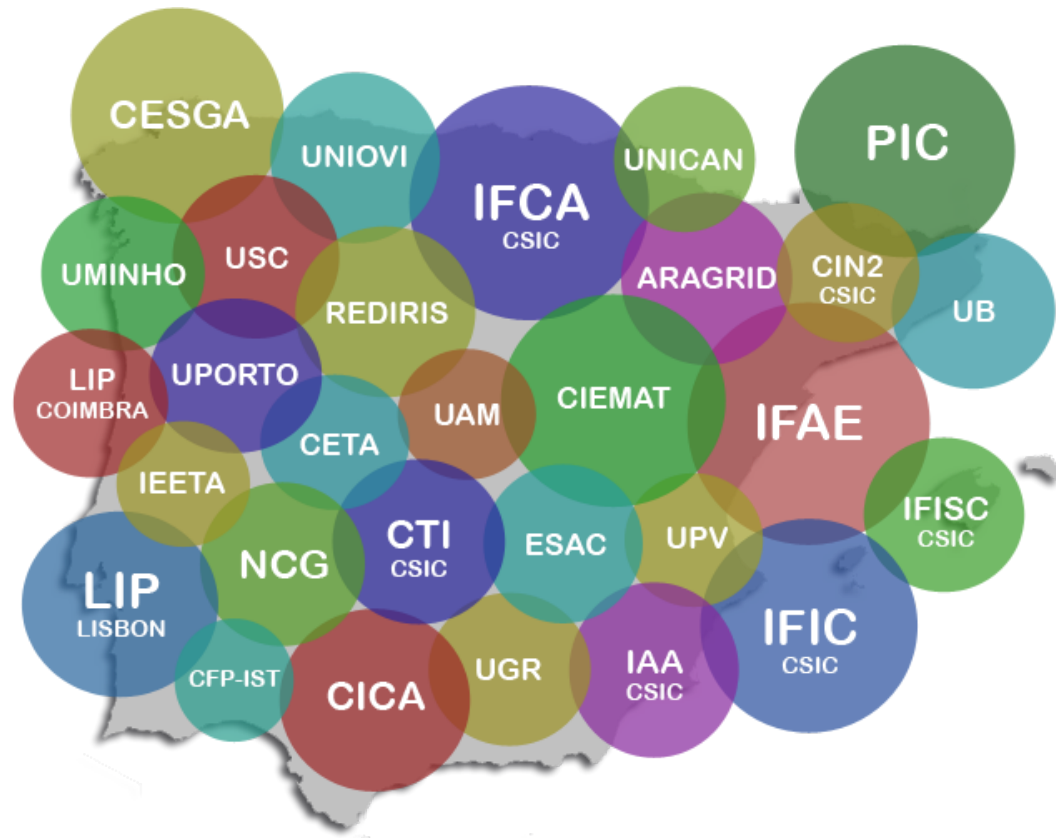 CESGA
UNIOVI
IFCA
CSIC
UNICAN
PIC
UMINHO
USC
REDIRIS
ARAGRID
CIN2
CSIC
UB
LIP
COIMBRA
UPORTO
CETA
UAM
CIEMAT
IFAE
IEETA
NCG
CTI
CSIC
ESAC
UPV
IFISC
CSIC
LIP
LISBON
CFP-IST
CICA
UGR
IAA
CSIC
IFIC
CSIC